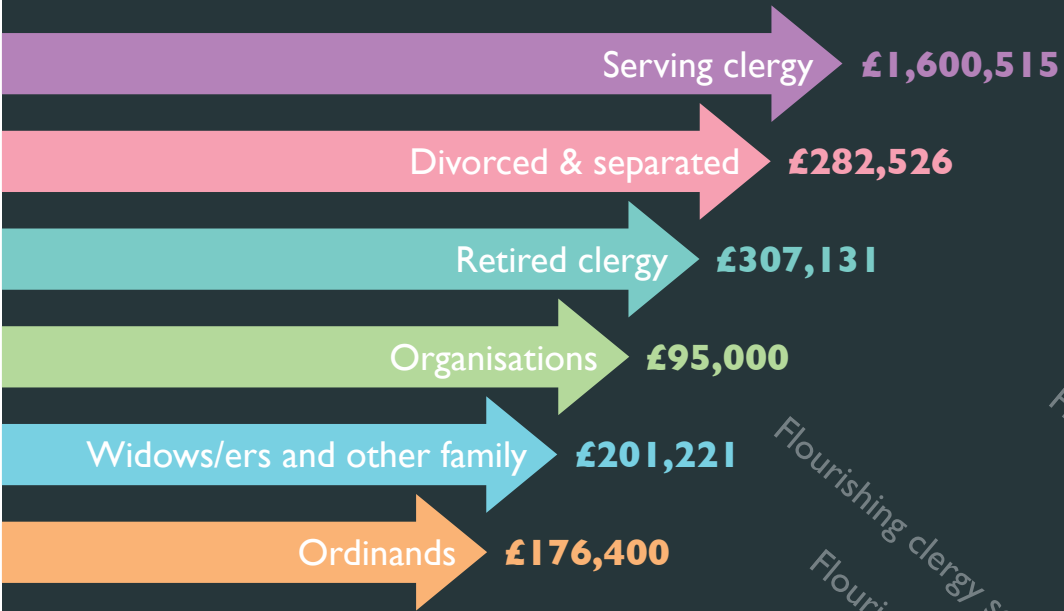 Serving clergy £1,600,515
Divorced & separated £282,526
Retired clergy £307,131
Organisations £95,000
Widows/ers and other family £201,221
Ordinands £176,400
Flourishing clergy